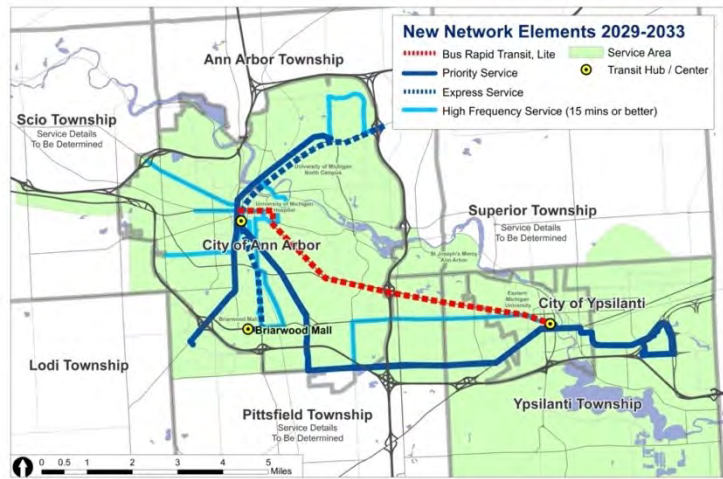 New Network Elements 2029-2033
Bus Rapid Transit, Lite
Priority Service
Express Service
High Frequency Service (15 mins or better)
Service Area
Transit Hub / Center
Ann Arbor Township
Scio Township
Service Details
To Be Determined
University of Michigan
North Campus
University of Michigan
Hospital
Superior Township
Service Details
To Be Determined
City of Ann Arbor
St Joseph's Mercy
Ann Arbor
Eastern
Michigan
University
City of Ypsilanti
Briarwood Mall
Briarwood Mall
Lodi Township
Pittsfield Township
Service Details
To Be Determined
Ypsilanti Township
0 0.5 1 2 3 4 5
Miles